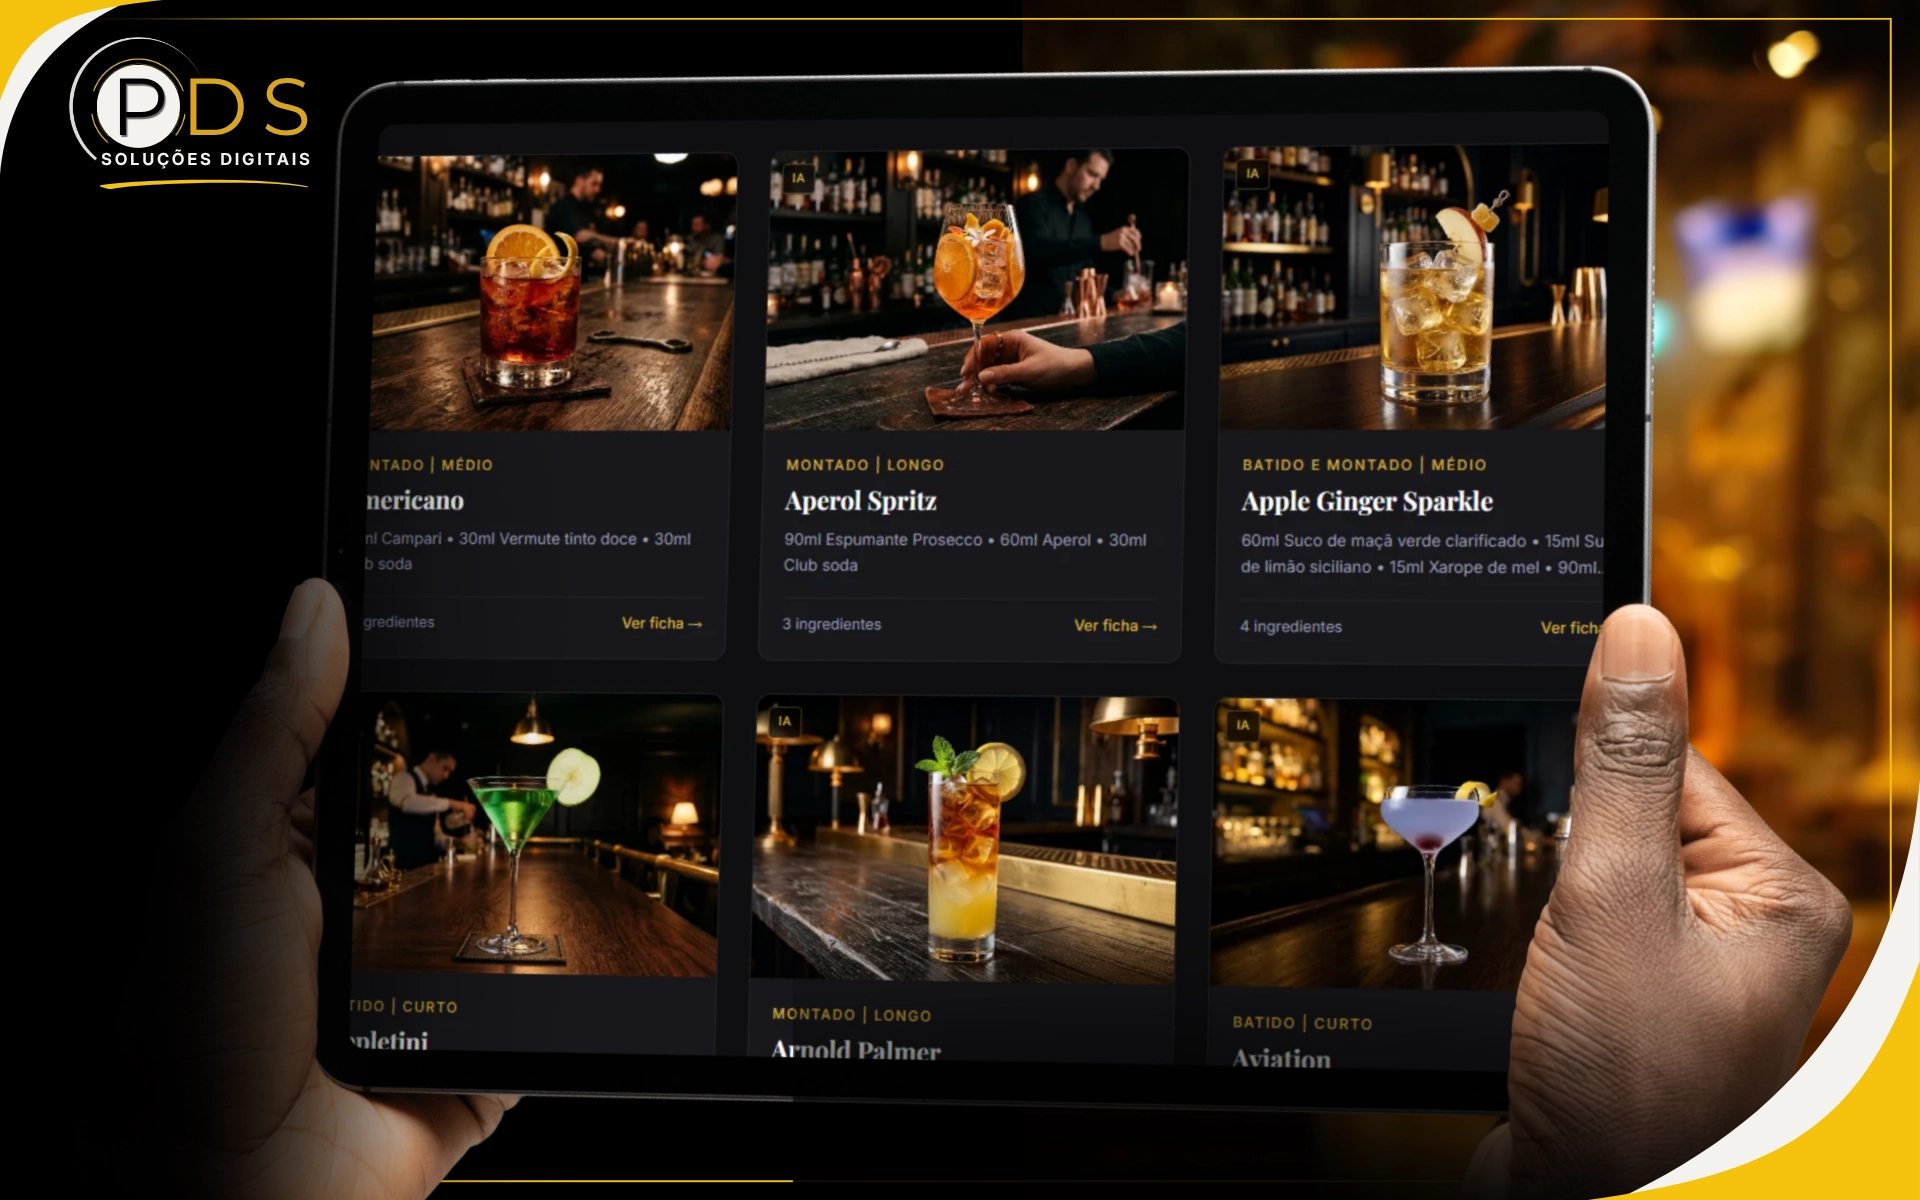 PDS
SOLUÇÕES DIGITAIS
IA
IA
NTADO | MÉDIO
mericano
nl Campari • 30ml Vermute tinto doce • 30ml
b soda
gredientes
Ver ficha →
MONTADO | LONGO
Aperol Spritz
90ml Espumante Prosecco • 60ml Aperol • 30ml
Club soda
3 ingredientes
Ver ficha →
BATIDO E MONTADO | MÉDIO
Apple Ginger Sparkle
60ml Suco de maçã verde clarificado • 15ml Su
de limão siciliano • 15ml Xarope de mel • 90ml...
4 ingredientes
Ver ficha
IA
IA
TIDO | CURTO
pletini
MONTADO | LONGO
Arnold Palmer
BATIDO | CURTO
Aviation